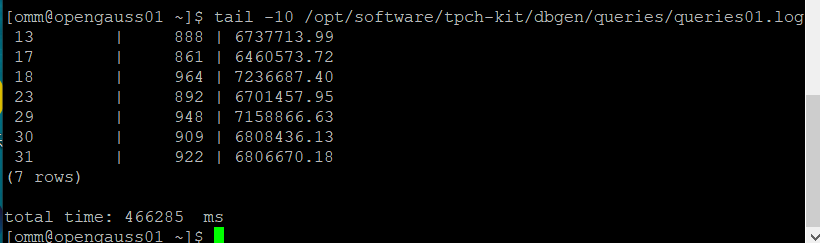 [omm@opengauss01 ~]$ tail -10 /opt/software/tpch-kit/dbgen/queries/queries01.log
 13         |     888 | 6737713.99
 17         |     861 | 6460573.72
 18         |     964 | 7236687.40
 23         |     892 | 6701457.95
 29         |     948 | 7158866.63
 30         |     909 | 6808436.13
 31         |     922 | 6806670.18
(7 rows)

total time: 466285  ms
[omm@opengauss01 ~]$